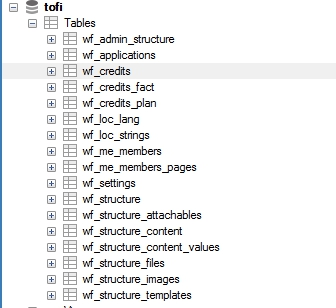 tofi
Tables
wf_admin_structure
wf_applications
wf_credits
wf_credits_fact
wf_credits_plan
wf_loc_lang
wf_loc_strings
wf_me_members
wf_me_members_pages
wf_settings
wf_structure
wf_structure_attachables
wf_structure_content
wf_structure_content_values
wf_structure_files
wf_structure_images
wf_structure_templates